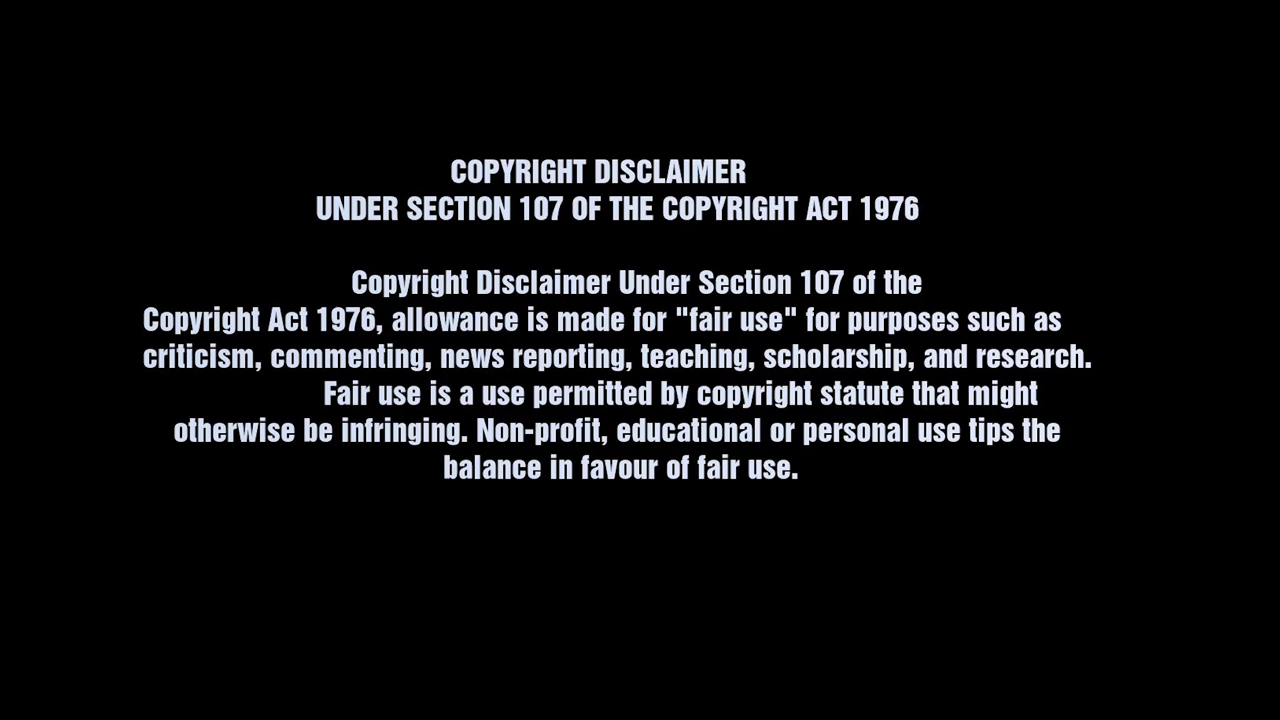 COPYRIGHT DISCLAIMER
UNDER SECTION 107 OF THE COPYRIGHT ACT 1976
Copyright Disclaimer Under Section 107 of the
Copyright Act 1976, allowance is made for "fair use" for purposes such as
criticism, commenting, news reporting, teaching, scholarship, and research.
Fair use is a use permitted by copyright statute that might
otherwise be infringing. Non-profit, educational or personal use tips the
balance in favour of fair use.